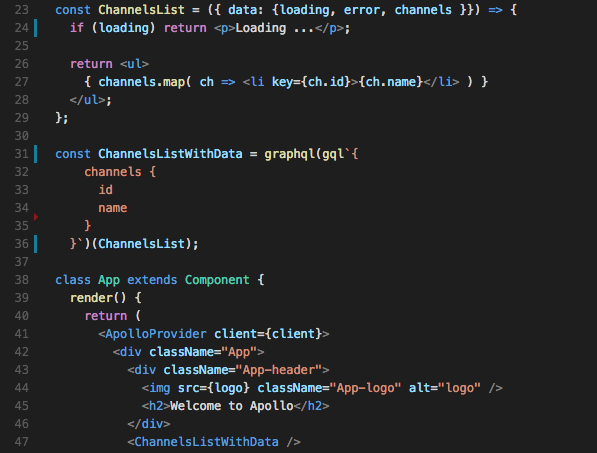 23 const ChannelsList = ({ data: {loading, error, channels }}) => {
24   if (loading) return <p>Loading ...</p>;
25
26   return <ul>
27     { channels.map( ch => <li key={ch.id}>{ch.name}</li> ) }
28   </ul>;
29 };
30
31 const ChannelsListWithData = graphql(gql`{
32     channels {
33       id
34       name
35     }
36   }`)(ChannelsList);
37
38 class App extends Component {
39   render() {
40     return (
41       <ApolloProvider client={client}>
42         <div className="App">
43           <div className="App-header">
44             <img src={logo} className="App-logo" alt="logo" />
45             <h2>Welcome to Apollo</h2>
46           </div>
47           <ChannelsListWithData />